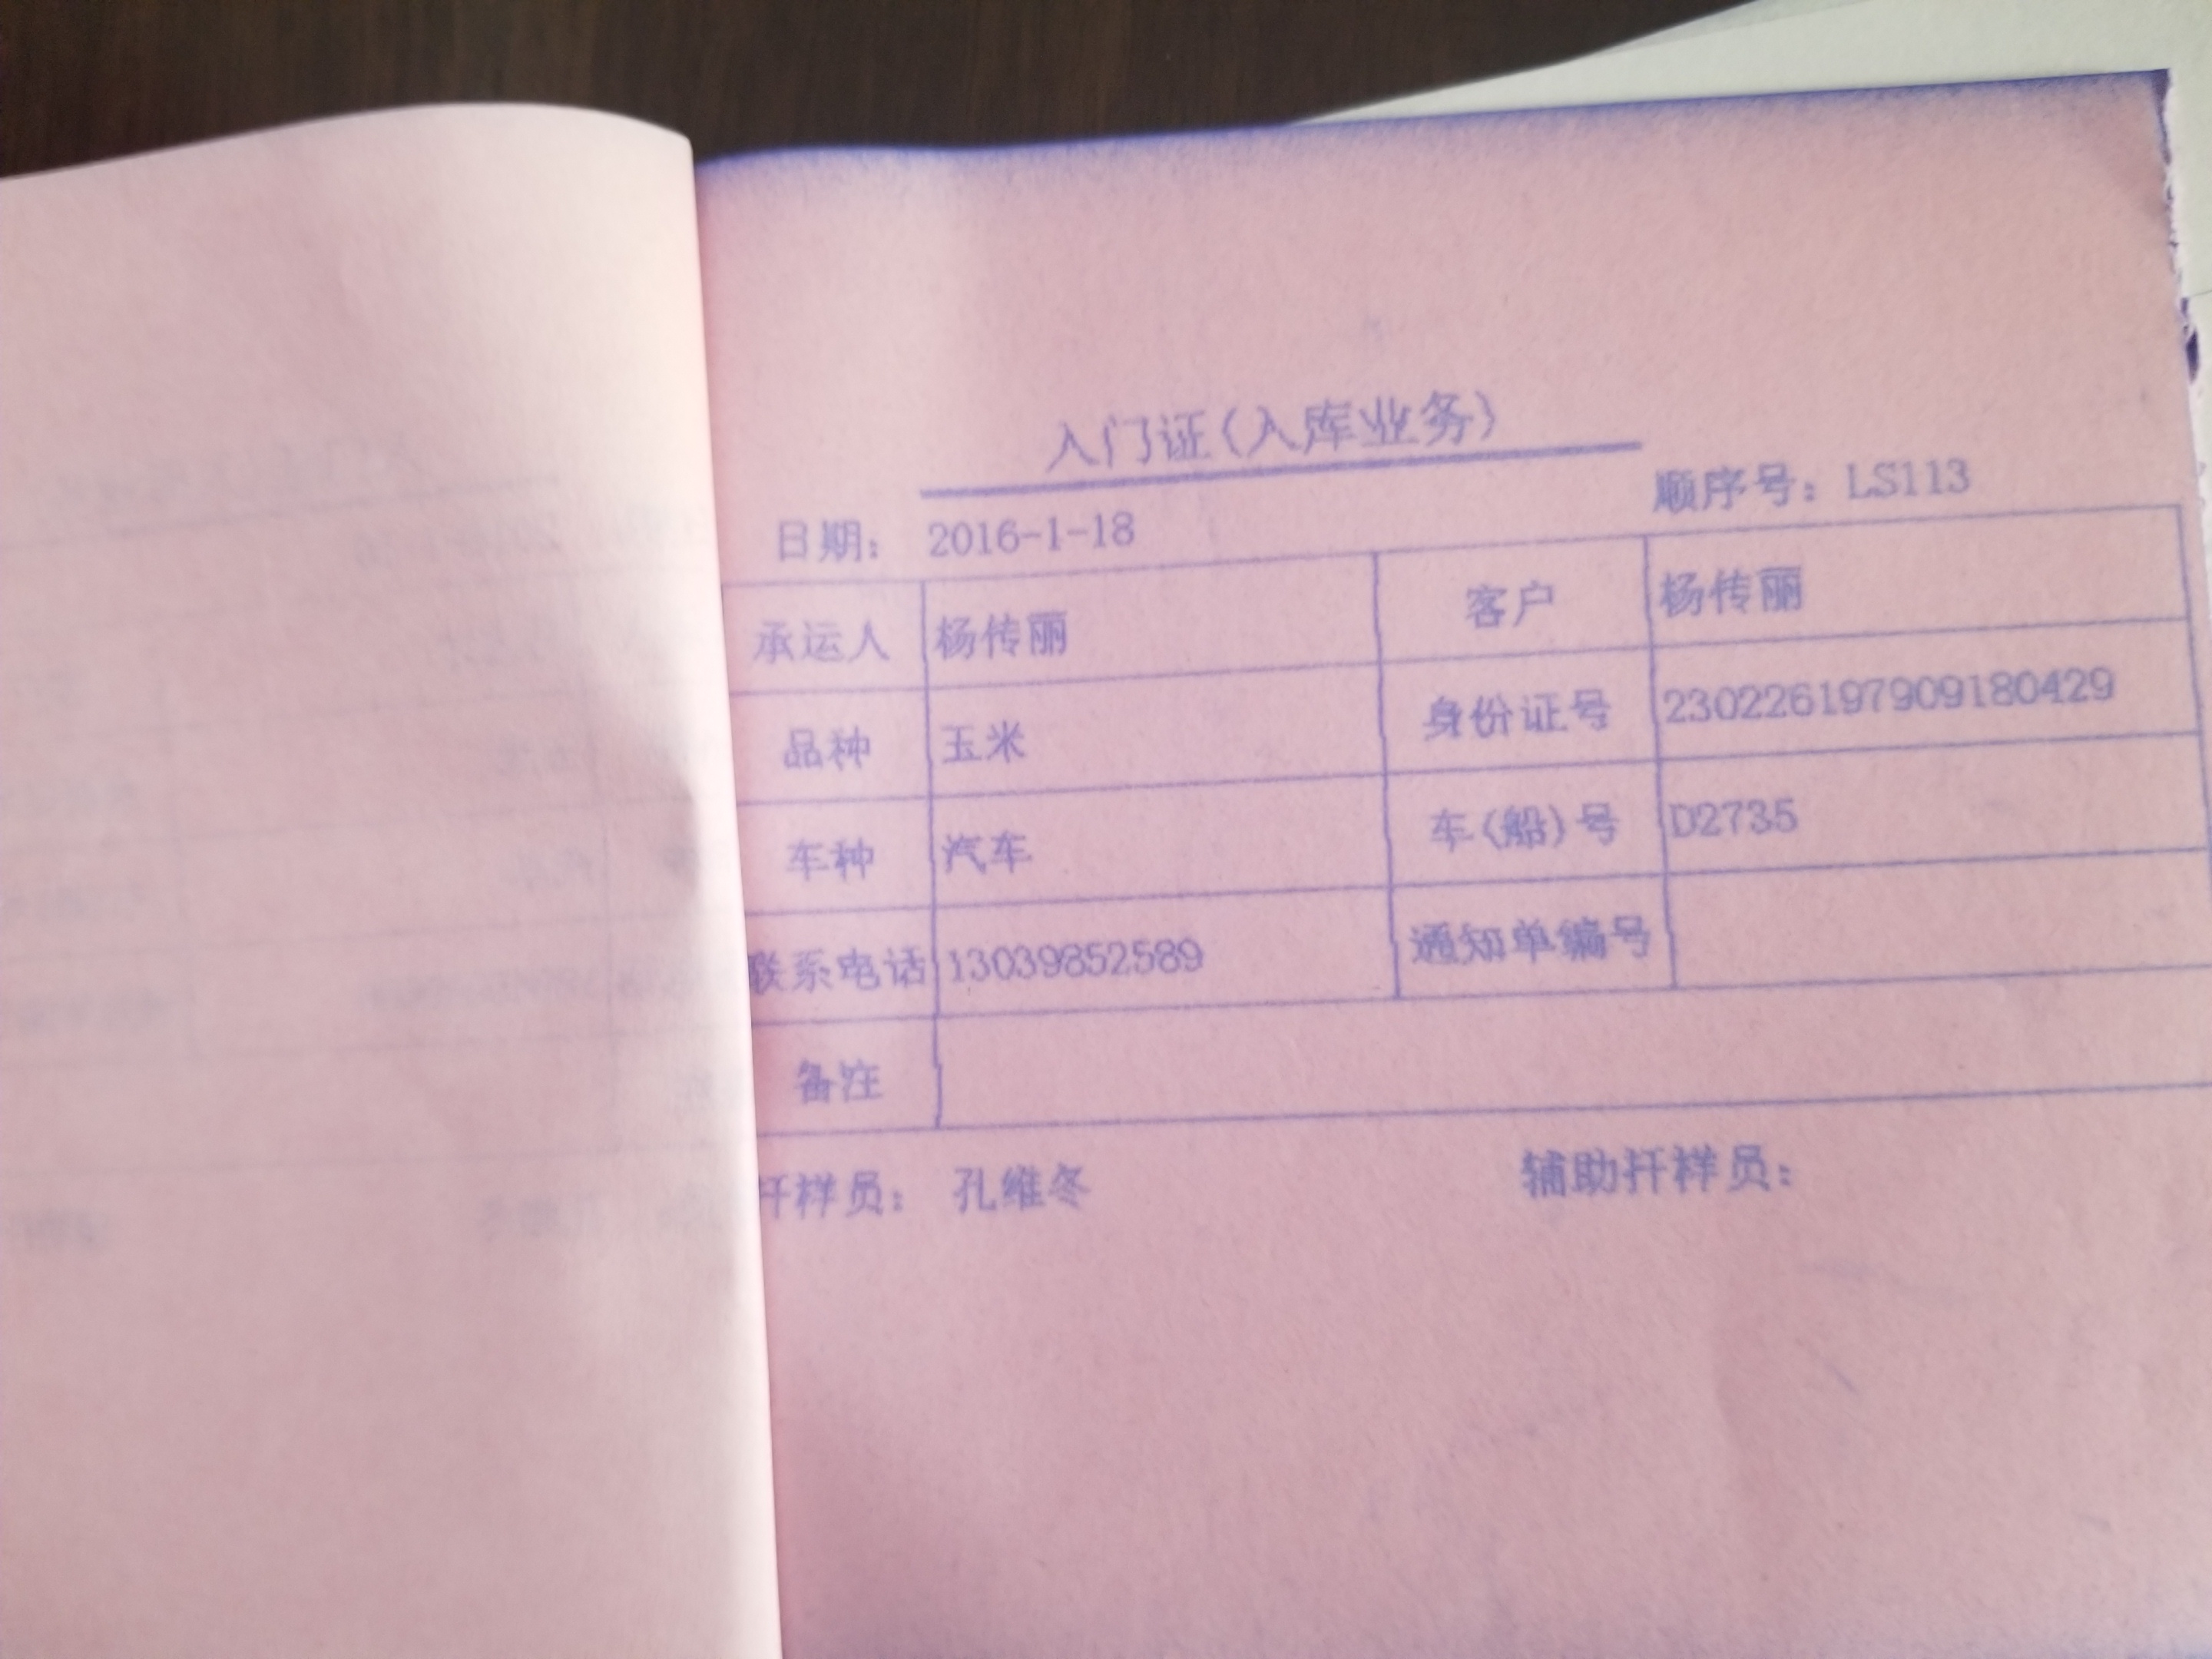 入门证(入库业务)
日期: 2016-1-18 顺序号: LS113
承运人 杨传丽 客户 杨传丽
品种 玉米 身份证号 230226197909180429
车种 汽车 车(船)号 D2735
联系电话 13039852589 通知单编号
备注
扦样员: 孔维冬 辅助扦样员: